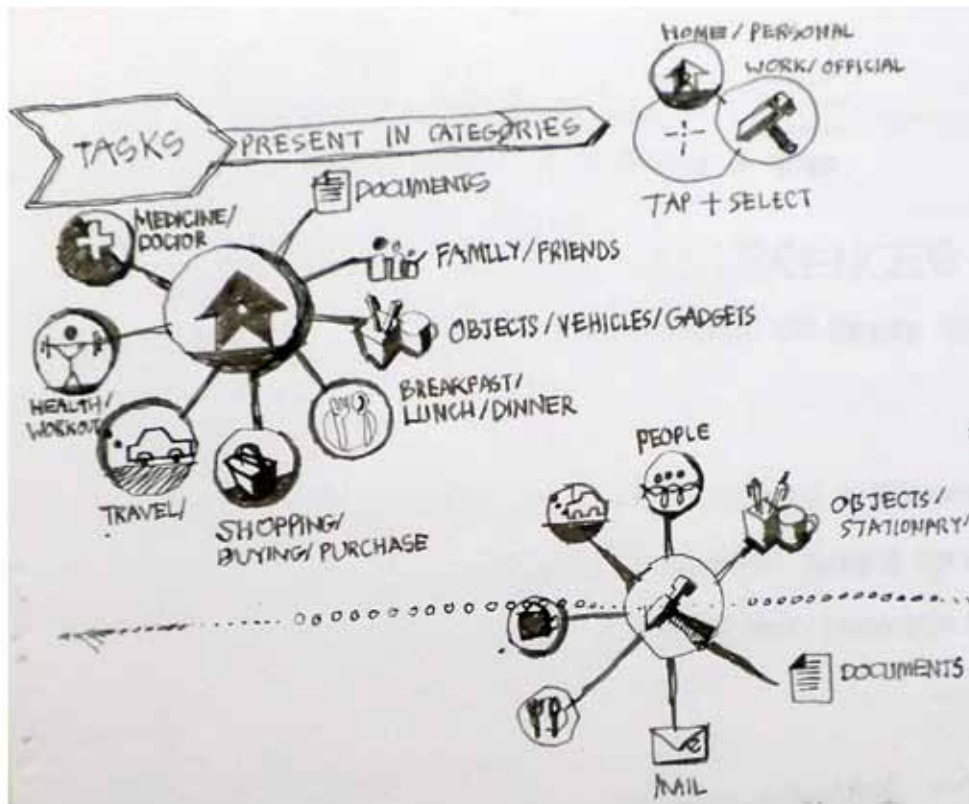 HOME / PERSONAL
WORK / OFFICIAL
TASKS
PRESENT IN CATEGORIES
TAP + SELECT
DOCUMENTS
MEDICINE/
DOCTOR
FAMILY/FRIENDS
OBJECTS/VEHICLES/GADGETS
BREAKFAST/
LUNCH/DINNER
HEALTH/
WORKOUT
TRAVEL/
SHOPPING/
BUYING/PURCHASE
PEOPLE
OBJECTS/
STATIONARY/
DOCUMENTS
MAIL